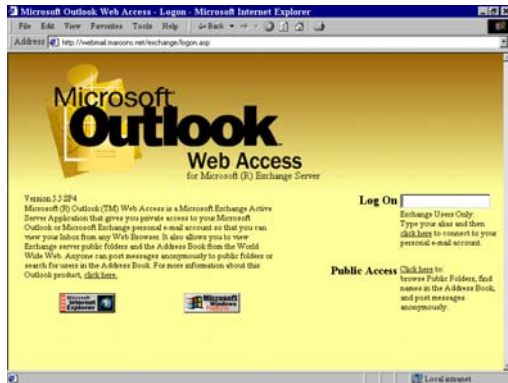 Microsoft Outlook Web Access - Logon - Microsoft Internet Explorer
File Edit View Favorites Tools Help Back
Address http://webmail.maroons.net/exchange/logon.asp
Microsoft
Outlook
Web Access
for Microsoft (R) Exchange Server
Version 5.5 SP4
Microsoft (R) Outlook (TM) Web Access is a Microsoft Exchange Active
Server Application that gives you private access to your Microsoft
Outlook or Microsoft Exchange personal e-mail account so that you can
view your Inbox from any Web Browser. It also allows you to view
Exchange server public folders and the Address Book from the World
Wide Web. Anyone can post messages anonymously to public folders or
search for users in the Address Book. For more information about this
Outlook product, click here.
Microsoft Internet Explorer
Microsoft Windows
Log On
Exchange Users Only:
Type your alias and then
click here to connect to your
personal e-mail account.
Public Access Click here to:
browse Public Folders, find
names in the Address Book,
and post messages
anonymously.
Local intranet